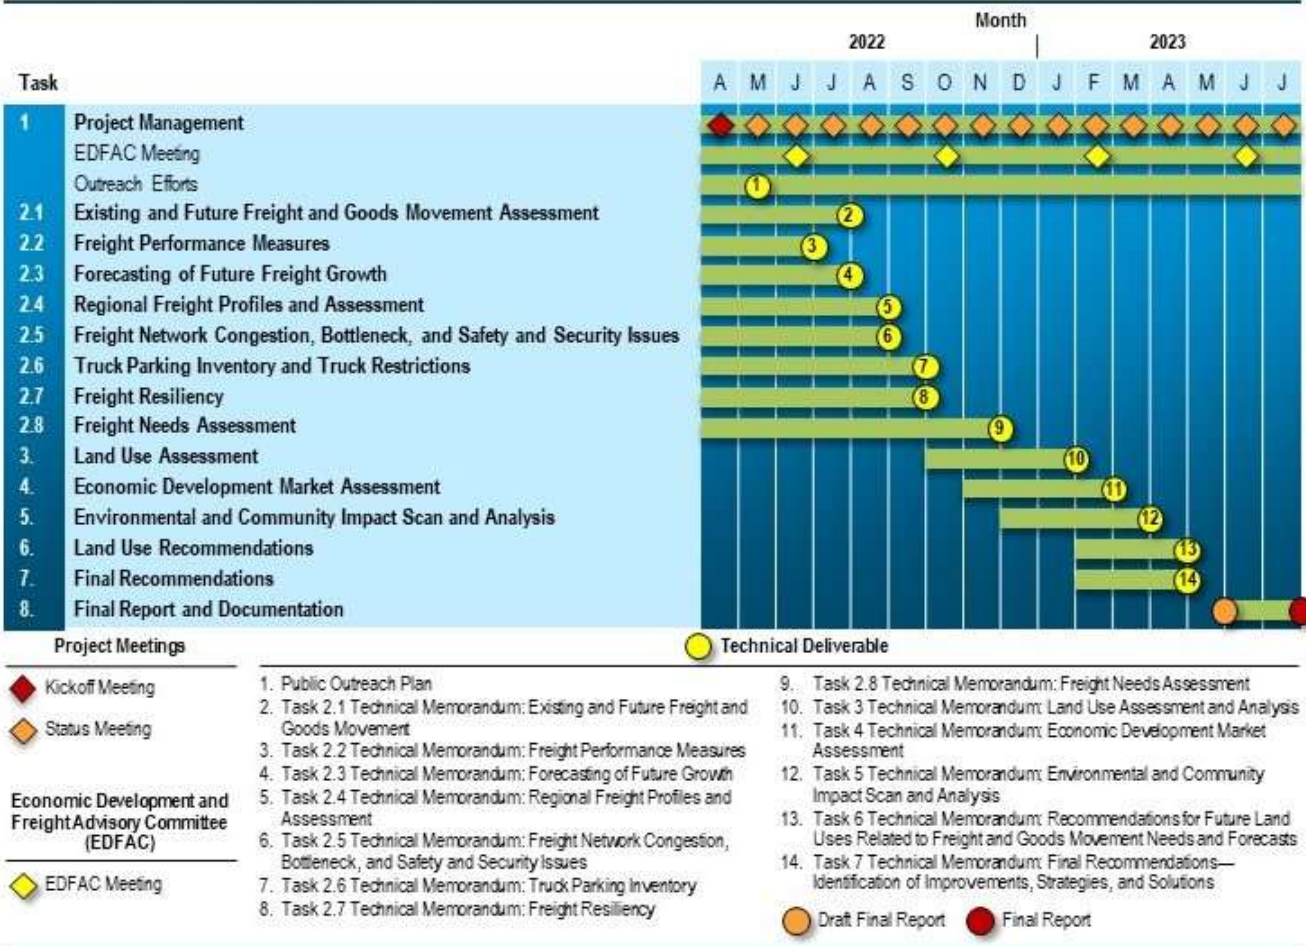 Month
2022 2023
Task A M J J A S O N D J F M A M J J
1 Project Management
EDFAC Meeting
Outreach Efforts 1
2.1 Existing and Future Freight and Goods Movement Assessment 2
2.2 Freight Performance Measures 3
2.3 Forecasting of Future Freight Growth 4
2.4 Regional Freight Profiles and Assessment 5
2.5 Freight Network Congestion, Bottleneck, and Safety and Security Issues 6
2.6 Truck Parking Inventory and Truck Restrictions 7
2.7 Freight Resiliency 8
2.8 Freight Needs Assessment 9
3. Land Use Assessment 10
4. Economic Development Market Assessment 11
5. Environmental and Community Impact Scan and Analysis 12
6. Land Use Recommendations 13
7. Final Recommendations 14
8. Final Report and Documentation
Project Meetings
Kickoff Meeting
Status Meeting
Economic Development and
Freight Advisory Committee
(EDFAC)
EDFAC Meeting
Technical Deliverable
1. Public Outreach Plan
2. Task 2.1 Technical Memorandum: Existing and Future Freight and
Goods Movement
3. Task 2.2 Technical Memorandum: Freight Performance Measures
4. Task 2.3 Technical Memorandum: Forecasting of Future Growth
5. Task 2.4 Technical Memorandum: Regional Freight Profiles and
Assessment
6. Task 2.5 Technical Memorandum: Freight Network Congestion,
Bottleneck, and Safety and Security Issues
7. Task 2.6 Technical Memorandum: Truck Parking Inventory
8. Task 2.7 Technical Memorandum: Freight Resiliency
9. Task 2.8 Technical Memorandum: Freight Needs Assessment
10. Task 3 Technical Memorandum: Land Use Assessment and Analysis
11. Task 4 Technical Memorandum: Economic Development Market
Assessment
12. Task 5 Technical Memorandum: Environmental and Community
Impact Scan and Analysis
13. Task 6 Technical Memorandum: Recommendations for Future Land
Uses Related to Freight and Goods Movement Needs and Forecasts
14. Task 7 Technical Memorandum: Final Recommendations—
Identification of Improvements, Strategies, and Solutions
Draft Final Report Final Report